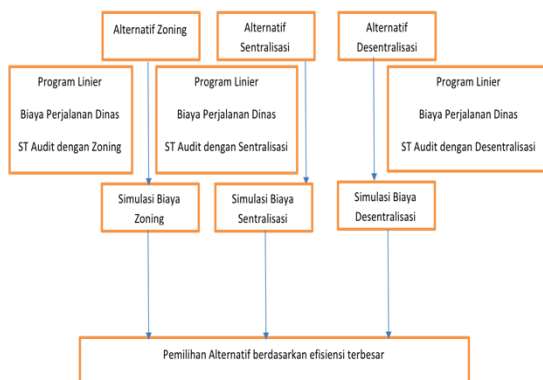 Alternatif Zoning
Alternatif
Sentralisasi
Alternatif
Desentralisasi
Program Linier
Biaya Perjalanan Dinas
ST Audit dengan Zoning
Program Linier
Biaya Perjalanan Dinas
ST Audit dengan Sentralisasi
Program Linier
Biaya Perjalanan Dinas
ST Audit dengan Desentralisasi
Simulasi Biaya
Zoning
Simulasi Biaya
Sentralisasi
Simulasi Biaya
Desentralisasi
Pemilihan Alternatif berdasarkan efisiensi terbesar